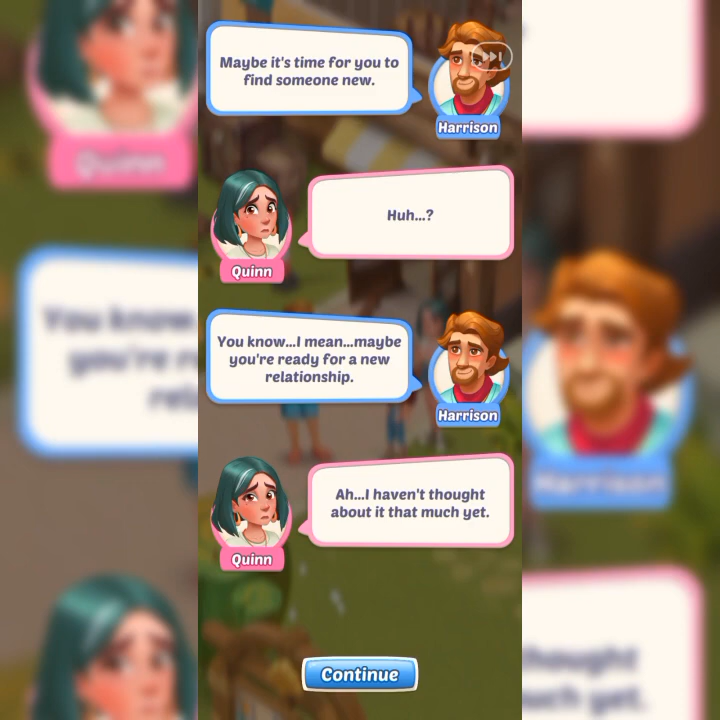 Maybe it's time for you to
find someone new.
Harrison
Huh...?
Quinn
You know...I mean...maybe
you're ready for a new
relationship.
Harrison
Ah...I haven't thought
about it that much yet.
Quinn
Continue